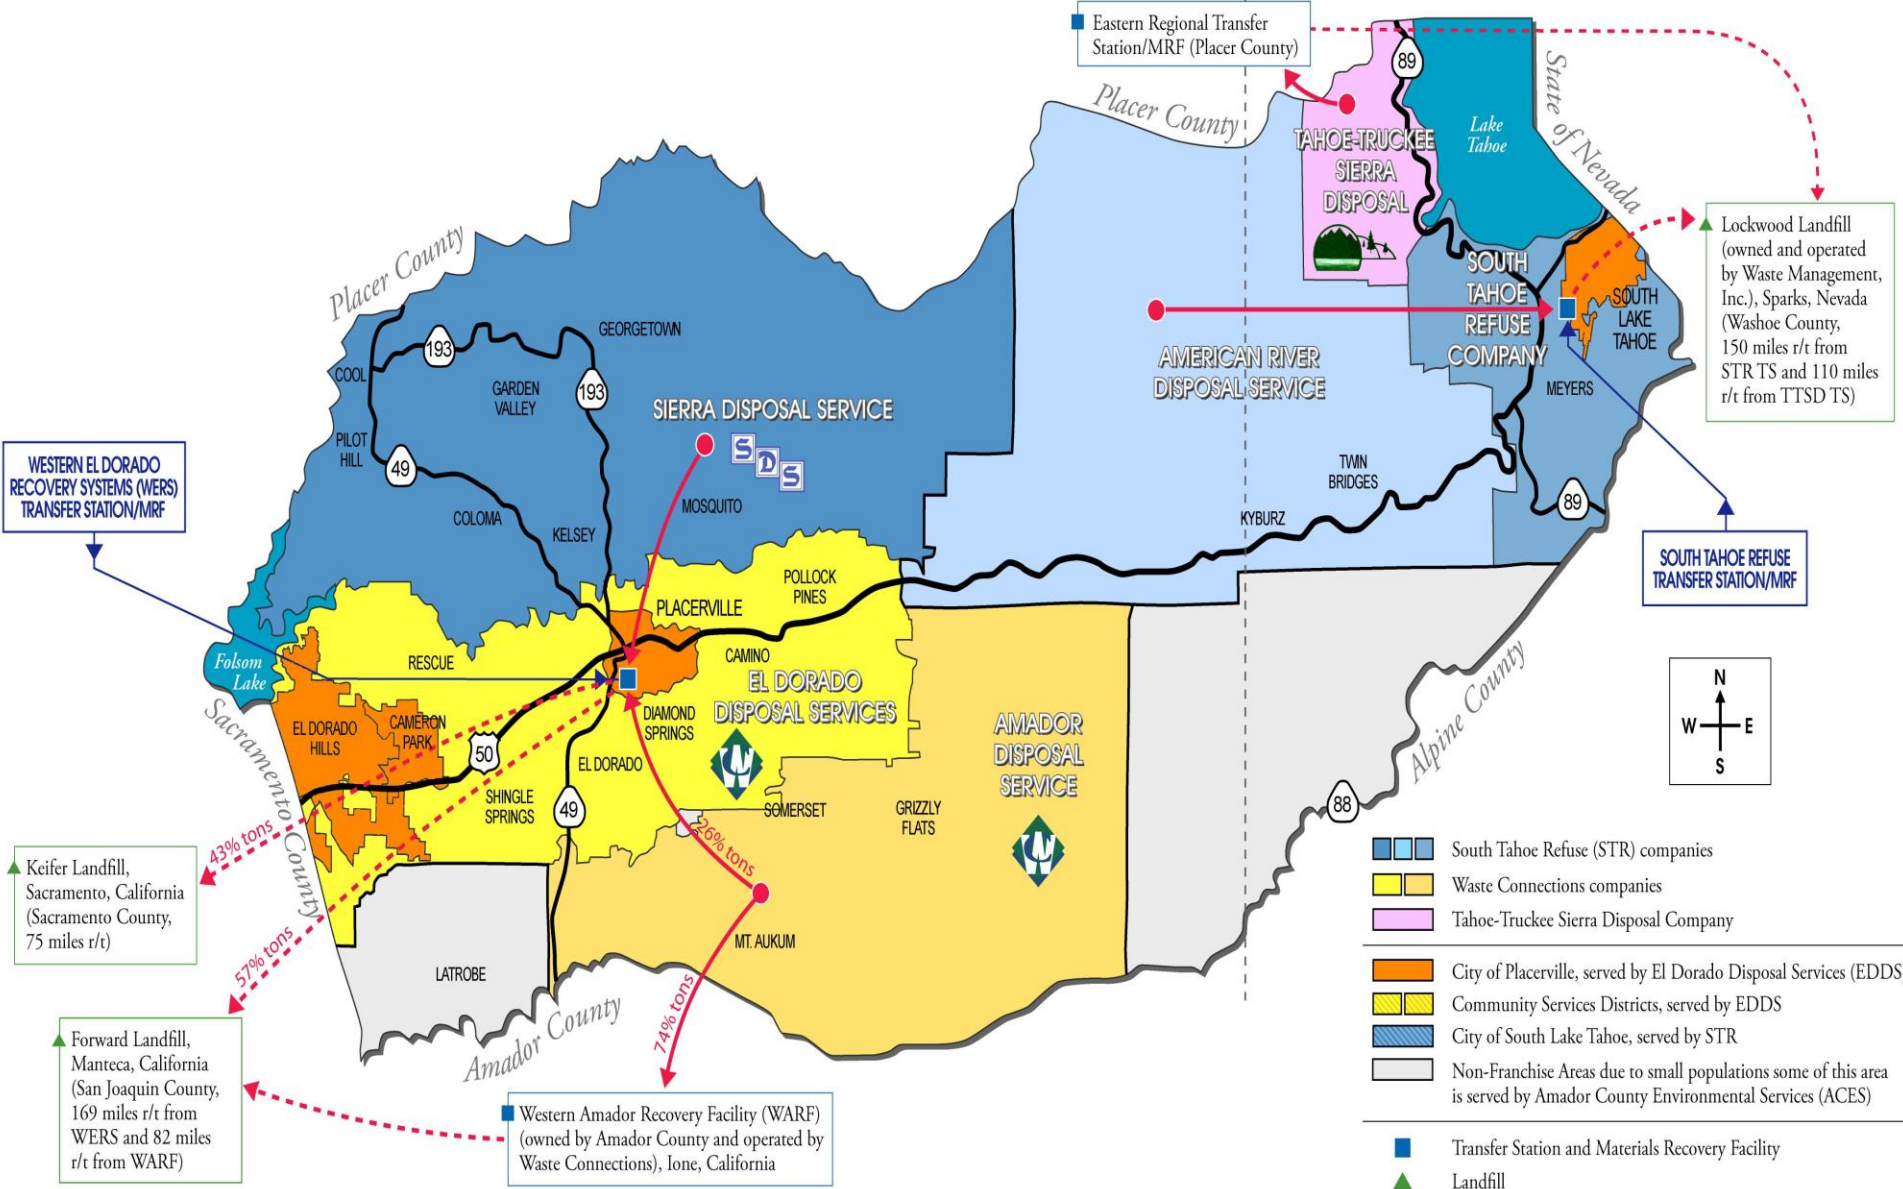 Eastern Regional Transfer
Station/MRF (Placer County)
89
Placer County
State of Nevada
Lake
Tahoe
TAHOE-TRUCKEE
SIERRA
DISPOSAL
Lockwood Landfill
(owned and operated
by Waste Management,
Inc.), Sparks, Nevada
(Washoe County,
150 miles r/t from
STR TS and 110 miles
r/t from TTSD TS)
Placer County
SOUTH
TAHOE
REFUSE
COMPANY
SOUTH
LAKE
TAHOE
GEORGETOWN
193
COOL
193
GARDEN
VALLEY
AMERICAN RIVER
DISPOSAL SERVICE
MEYERS
SIERRA DISPOSAL SERVICE
S
D
S
PILOT
HILL
49
WESTERN EL DORADO
RECOVERY SYSTEMS (WERS)
TRANSFER STATION/MRF
TWIN
BRIDGES
89
MOSQUITO
COLOMA
KELSEY
KYBURZ
SOUTH TAHOE REFUSE
TRANSFER STATION/MRF
POLLOCK
PINES
PLACERVILLE
Folsom
Lake
RESCUE
CAMINO
EL DORADO
DISPOSAL SERVICES
N
W
E
S
Sacramento County
EL DORADO
HILLS
CAMERON
PARK
DIAMOND
SPRINGS
AMADOR
DISPOSAL
SERVICE
Alpine County
50
EL DORADO
SHINGLE
SPRINGS
49
SOMERSET
GRIZZLY
FLATS
88
26% tons
43% tons
Keifer Landfill,
Sacramento, California
(Sacramento County,
75 miles r/t)
57% tons
MT. AUKUM
LATROBE
74% tons
Amador County
Forward Landfill,
Manteca, California
(San Joaquin County,
169 miles r/t from
WERS and 82 miles
r/t from WARF)
Western Amador Recovery Facility (WARF)
(owned by Amador County and operated by
Waste Connections), Ione, California
South Tahoe Refuse (STR) companies
Waste Connections companies
Tahoe-Truckee Sierra Disposal Company
City of Placerville, served by El Dorado Disposal Services (EDDS
Community Services Districts, served by EDDS
City of South Lake Tahoe, served by STR
Non-Franchise Areas due to small populations some of this area
is served by Amador County Environmental Services (ACES)
Transfer Station and Materials Recovery Facility
Landfill